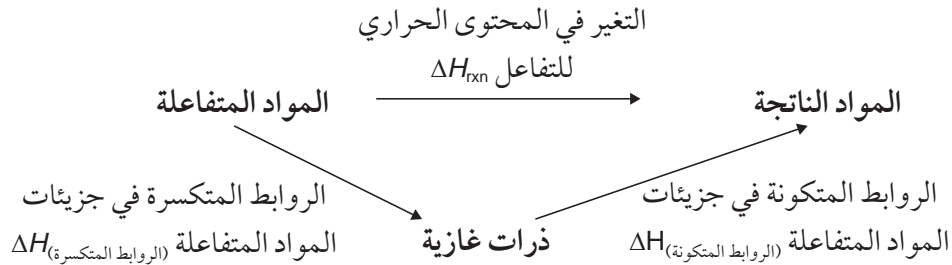 التغير في المحتوى الحراري
للتفاعل ΔHrxn
المواد المتفاعلة
المواد الناتجة
الروابط المتكسرة في جزيئات
المواد المتفاعلة ΔH(الروابط المتكسرة)
الروابط المتكونة في جزيئات
المواد المتفاعلة ΔH(الروابط المتكونة)
ذرات غازية